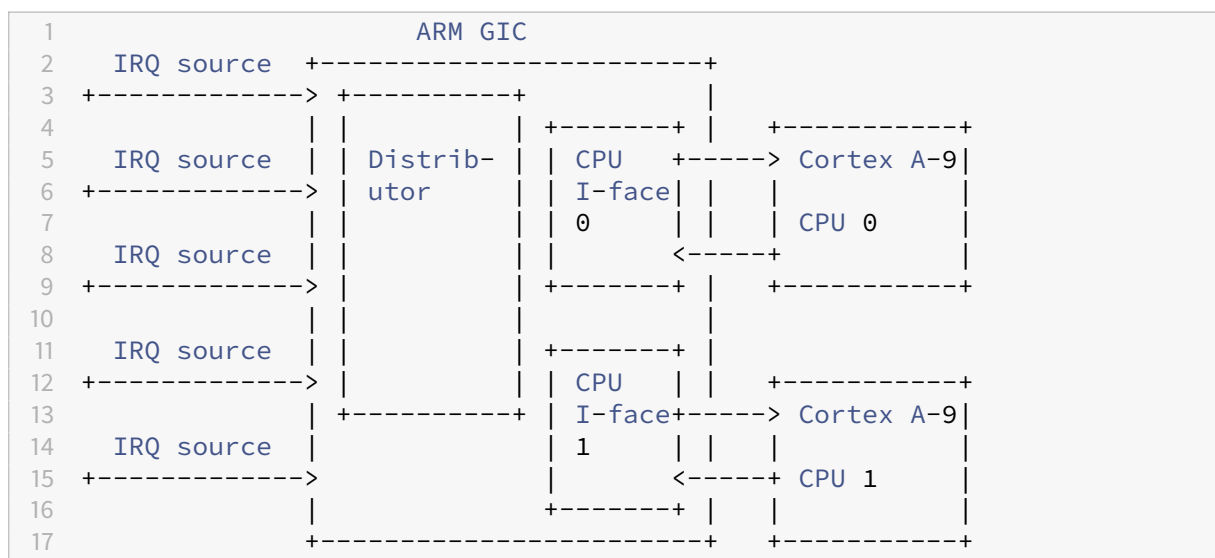 1                      ARM GIC
2    IRQ source  +------------------------+
3  +-------------> +----------+           |
4                | |          | +-------+ |   +-----------+
5    IRQ source  | | Distrib- | | CPU   +-----> Cortex A-9|
6  +-------------> | utor     | | I-face| |   |           |
7                | |          | | 0     | |   | CPU 0     |
8    IRQ source  | |          | |       <-----+           |
9  +-------------> |          | +-------+ |   +-----------+
10               | |          |           |
11   IRQ source  | |          | +-------+ |
12 +-------------> |          | | CPU   | |   +-----------+
13               | +----------+ | I-face+-----> Cortex A-9|
14   IRQ source  |              | 1     | |   |           |
15 +------------->              |       <-----+ CPU 1     |
16               |              +-------+ |   |           |
17               +------------------------+   +-----------+